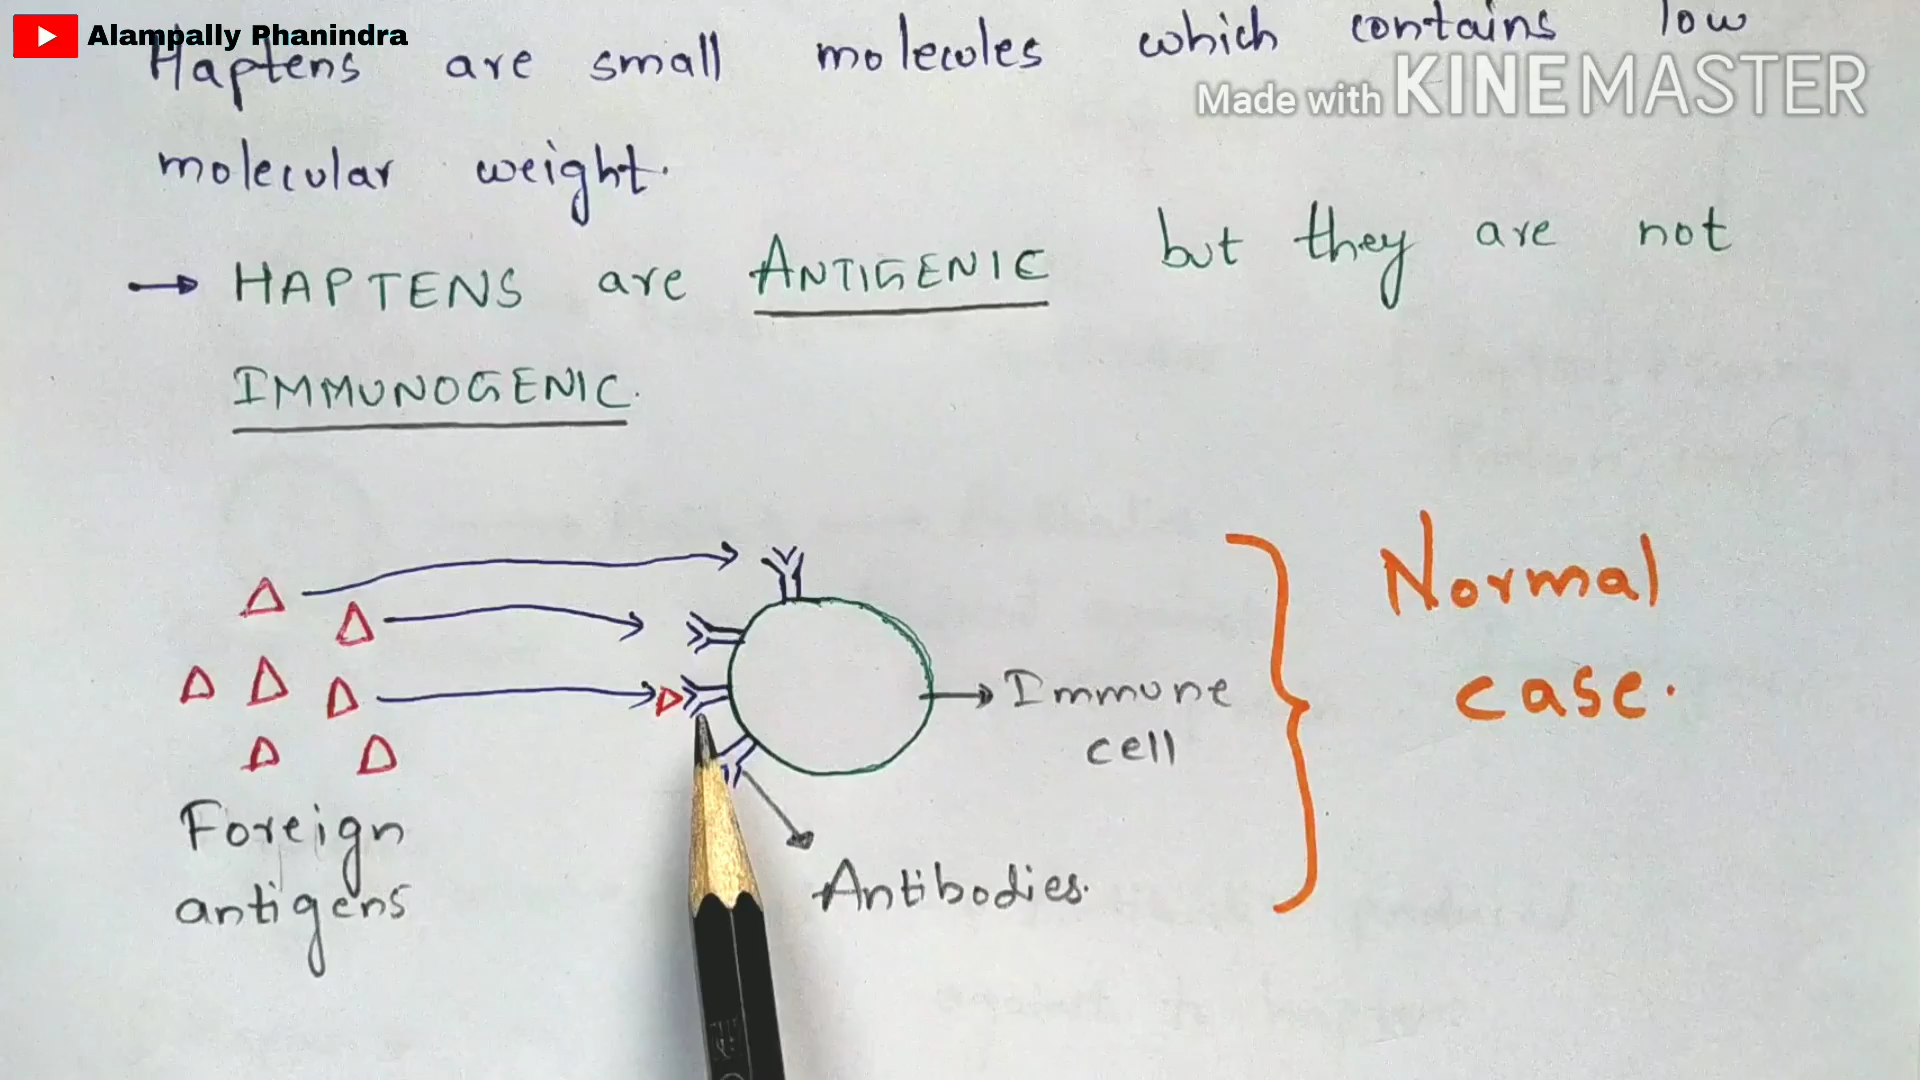 Alampally Phanindra
Haptens are small molecules which contains low
Made with KINEMASTER
molecular weight.
→ HAPTENS are ANTIGENIC but they are not
IMMUNOGENIC.
Normal
case.
Immune
cell
Foreign
antigens
Antibodies.